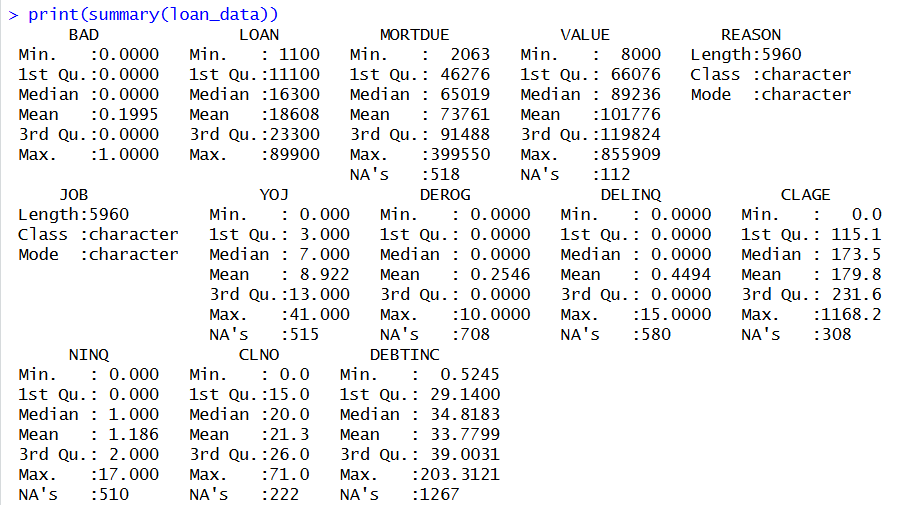 > print(summary(loan_data))
BAD LOAN MORTDUE VALUE REASON
Min. :0.0000 Min. : 1100 Min. : 2063 Min. : 8000 Length:5960
1st Qu.:0.0000 1st Qu.:11100 1st Qu.: 46276 1st Qu.: 66076 Class :character
Median :0.0000 Median :16300 Median : 65019 Median : 89236 Mode :character
Mean :0.1995 Mean :18608 Mean : 73761 Mean :101776
3rd Qu.:0.0000 3rd Qu.:23300 3rd Qu.: 91488 3rd Qu.:119824
Max. :1.0000 Max. :89900 Max. :399550 Max. :855909
NA's :518 NA's :112
JOB YOJ DEROG DELINQ CLAGE
Length:5960 Min. : 0.000 Min. : 0.0000 Min. : 0.0000 Min. : 0.0
Class :character 1st Qu.: 3.000 1st Qu.: 0.0000 1st Qu.: 0.0000 1st Qu.: 115.1
Mode :character Median : 7.000 Median : 0.0000 Median : 0.0000 Median : 173.5
Mean : 8.922 Mean : 0.2546 Mean : 0.4494 Mean : 179.8
3rd Qu.:13.000 3rd Qu.: 0.0000 3rd Qu.: 0.0000 3rd Qu.: 231.6
Max. :41.000 Max. :10.0000 Max. :15.0000 Max. :1168.2
NA's :515 NA's :708 NA's :580 NA's :308
NINQ CLNO DEBTINC
Min. : 0.000 Min. : 0.0 Min. : 0.5245
1st Qu.: 0.000 1st Qu.:15.0 1st Qu.: 29.1400
Median : 1.000 Median :20.0 Median : 34.8183
Mean : 1.186 Mean :21.3 Mean : 33.7799
3rd Qu.: 2.000 3rd Qu.:26.0 3rd Qu.: 39.0031
Max. :17.000 Max. :71.0 Max. :203.3121
NA's :510 NA's :222 NA's :1267